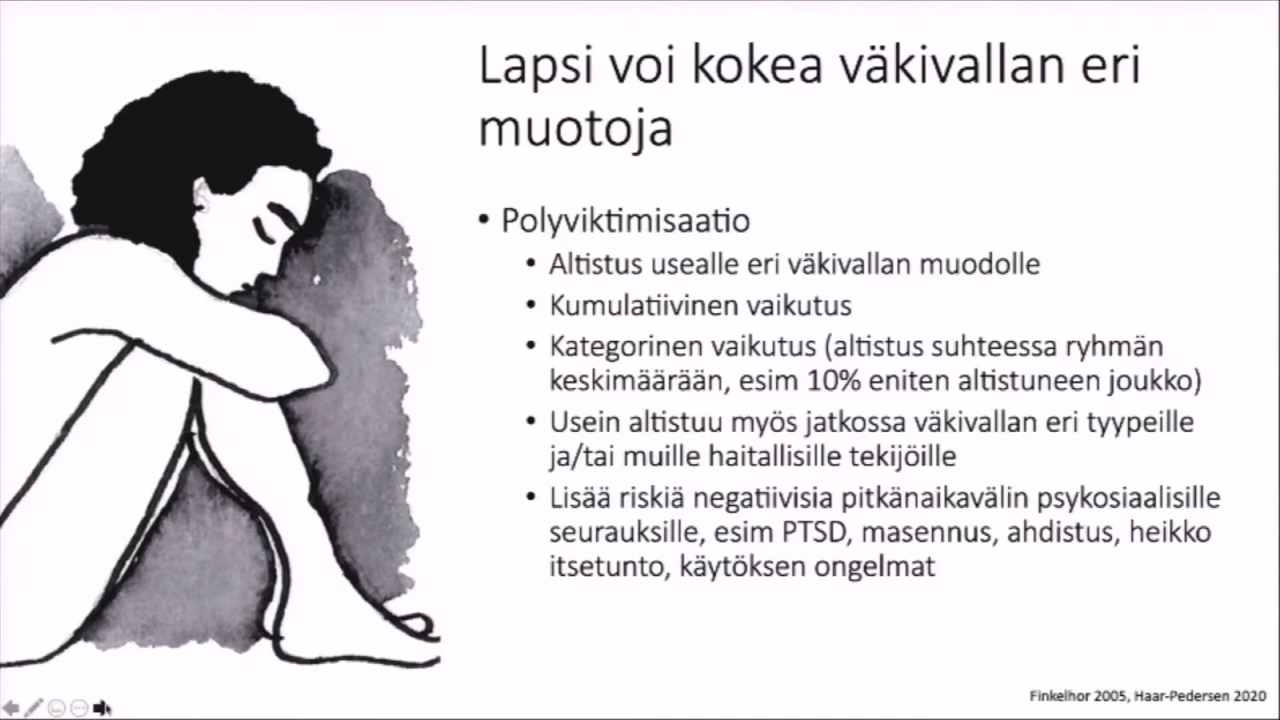 Lapsi voi kokea väkivallan eri
muotoja
• Polyviktimisaatio
• Altistus usealle eri väkivallan muodolle
• Kumulatiivinen vaikutus
• Kategorinen vaikutus (altistus suhteessa ryhmän
keskimäärään, esim 10% eniten altistuneen joukko)
• Usein altistuu myös jatkossa väkivallan eri tyypeille
ja/tai muille haitallisille tekijöille
• Lisää riskiä negatiivisia pitkänaikavälin psykosiaalisille
seurauksille, esim PTSD, masennus, ahdistus, heikko
itsetunto, käytöksen ongelmat
Finkelhor 2005, Haar-Pedersen 2020